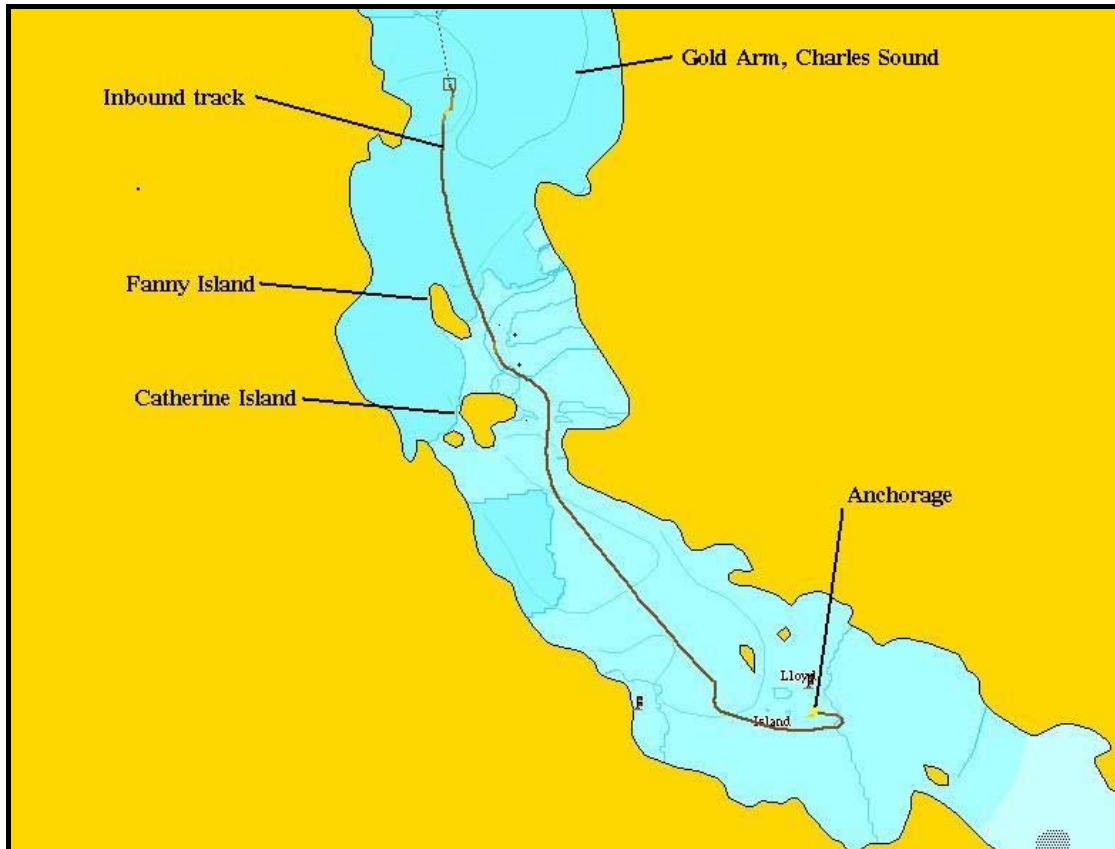 Gold Arm, Charles Sound
Inbound track
Fanny Island
Catherine Island
Anchorage
Lloyd
Island